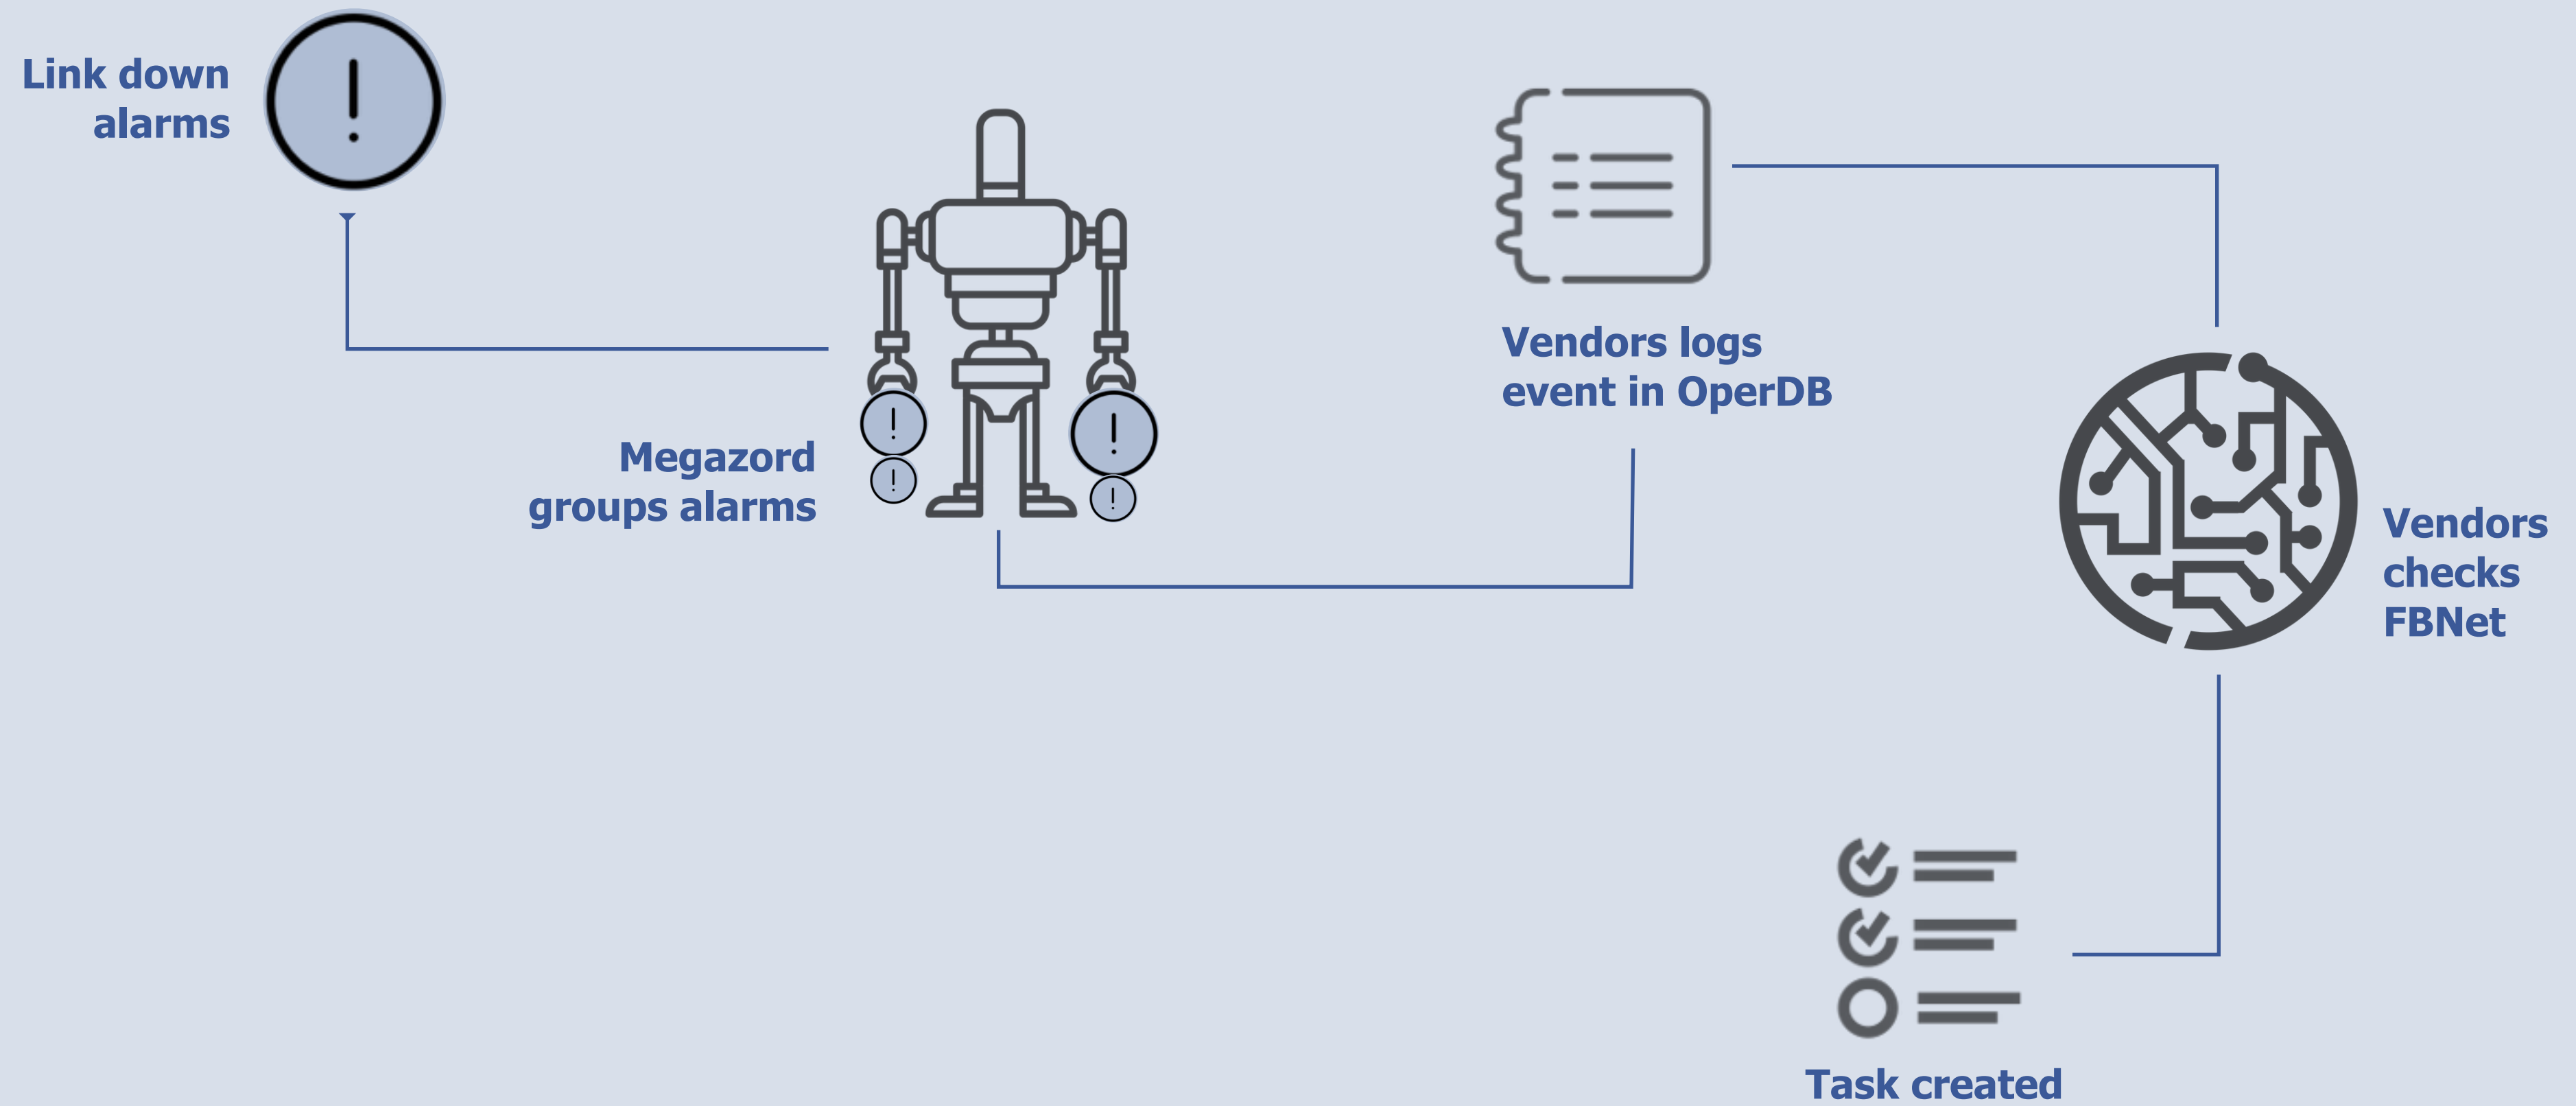 Link down
alarms
Megazord
groups alarms
Vendors logs
event in OperDB
Vendors
checks
FBNet
Task created